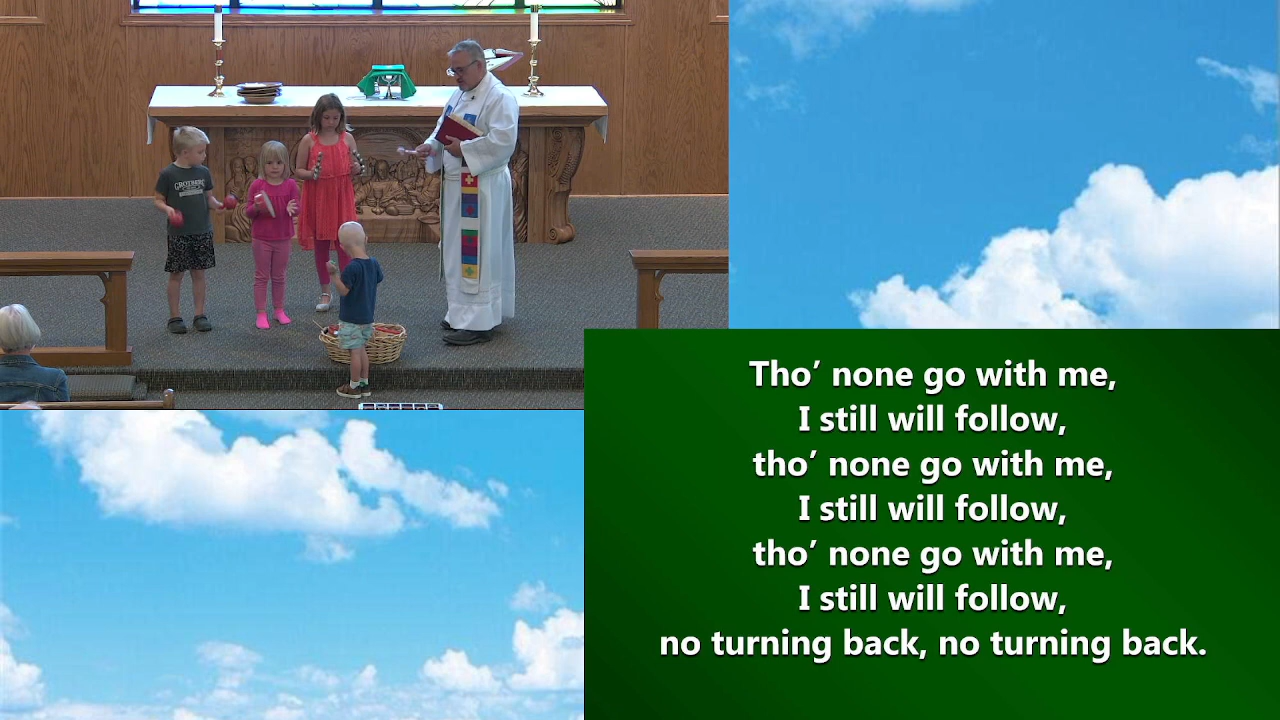 Tho’ none go with me,
I still will follow,
tho’ none go with me,
I still will follow,
tho’ none go with me,
I still will follow,
no turning back, no turning back.